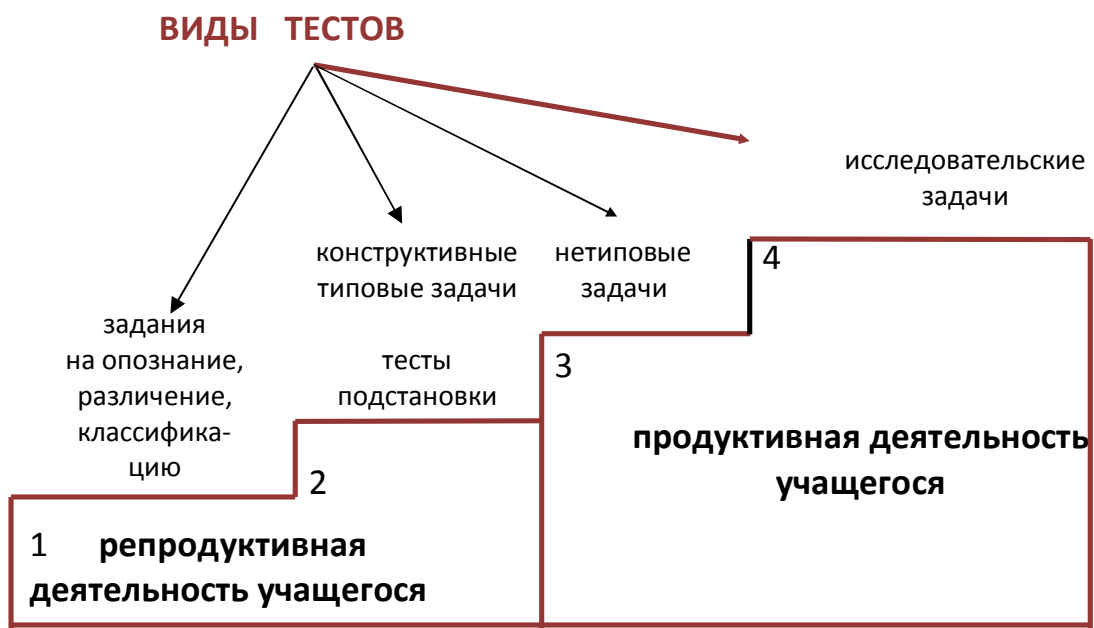 ВИДЫ ТЕСТОВ
исследовательские
задачи
конструктивные
типовые задачи
нетиповые
задачи
4
задания
на опознание,
различение,
классифика-
цию
тесты
подстановки
3
продуктивная деятельность
учащегося
2
1 репродуктивная
деятельность учащегося